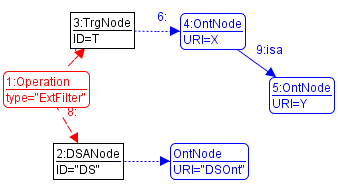 3:TrgNode
ID=T
6:
4:OntNode
URI=X
9:isa
1:Operation
type="ExtFilter"
5:OntNode
URI=Y
8:
2:DSANode
ID="DS"
OntNode
URI="DSOnt"